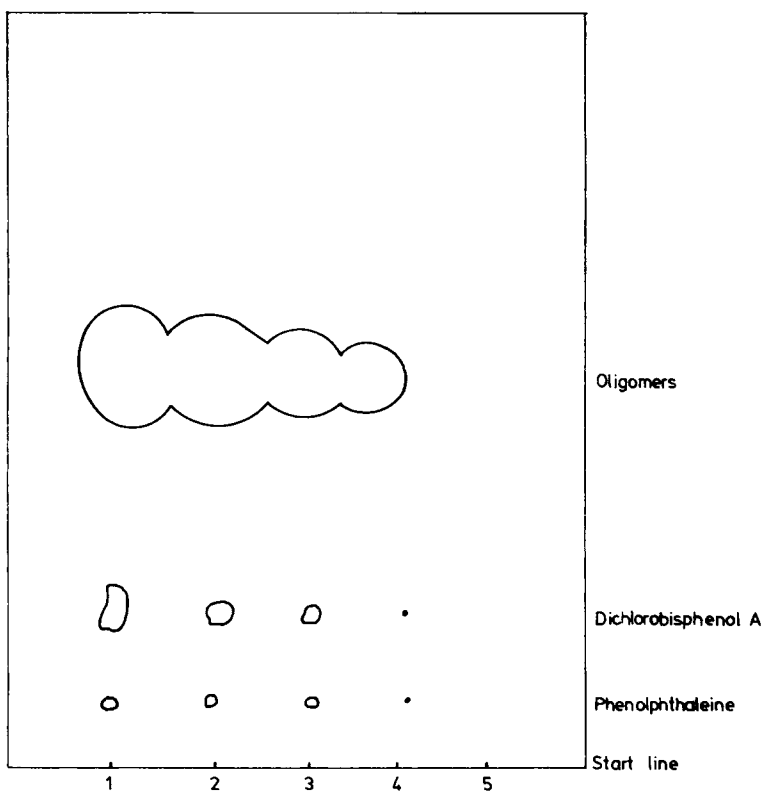 Oligomers
Dichlorobisphenol A
Phenolphthaleine
Start line
1 2 3 4 5